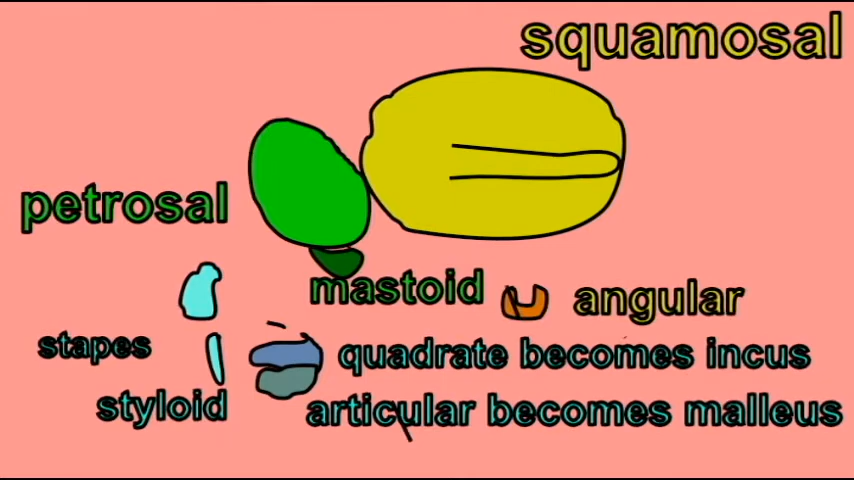 squamosal
petrosal
mastoid
angular
stapes
quadrate becomes incus
styloid
articular becomes malleus